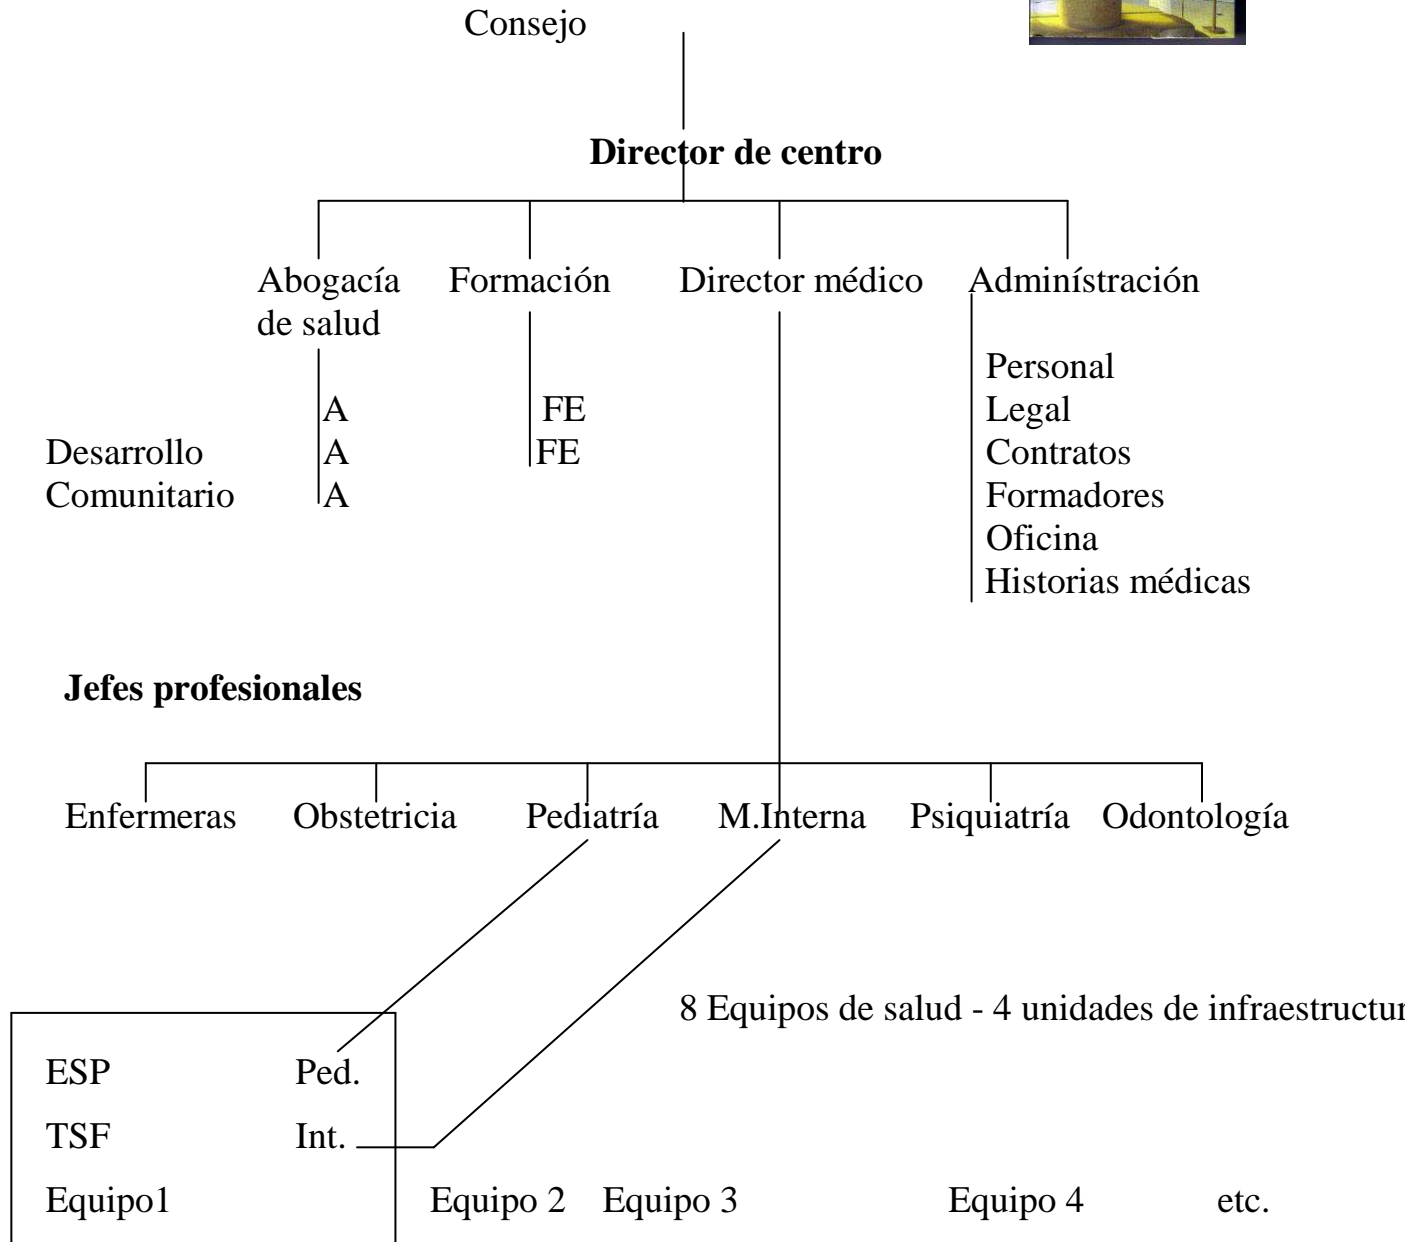 Consejo
Director de centro
Abogacía Formación Director médico Adminístración
de salud
Personal
A FE Legal
Desarrollo A FE Contratos
Comunitario A Formadores
Oficina
Historias médicas
Jefes profesionales
Enfermeras Obstetricia Pediatría M.Interna Psiquiatría Odontología
8 Equipos de salud - 4 unidades de infraestructur
ESP Ped.
TSF Int.
Equipo1 Equipo 2 Equipo 3 Equipo 4 etc.